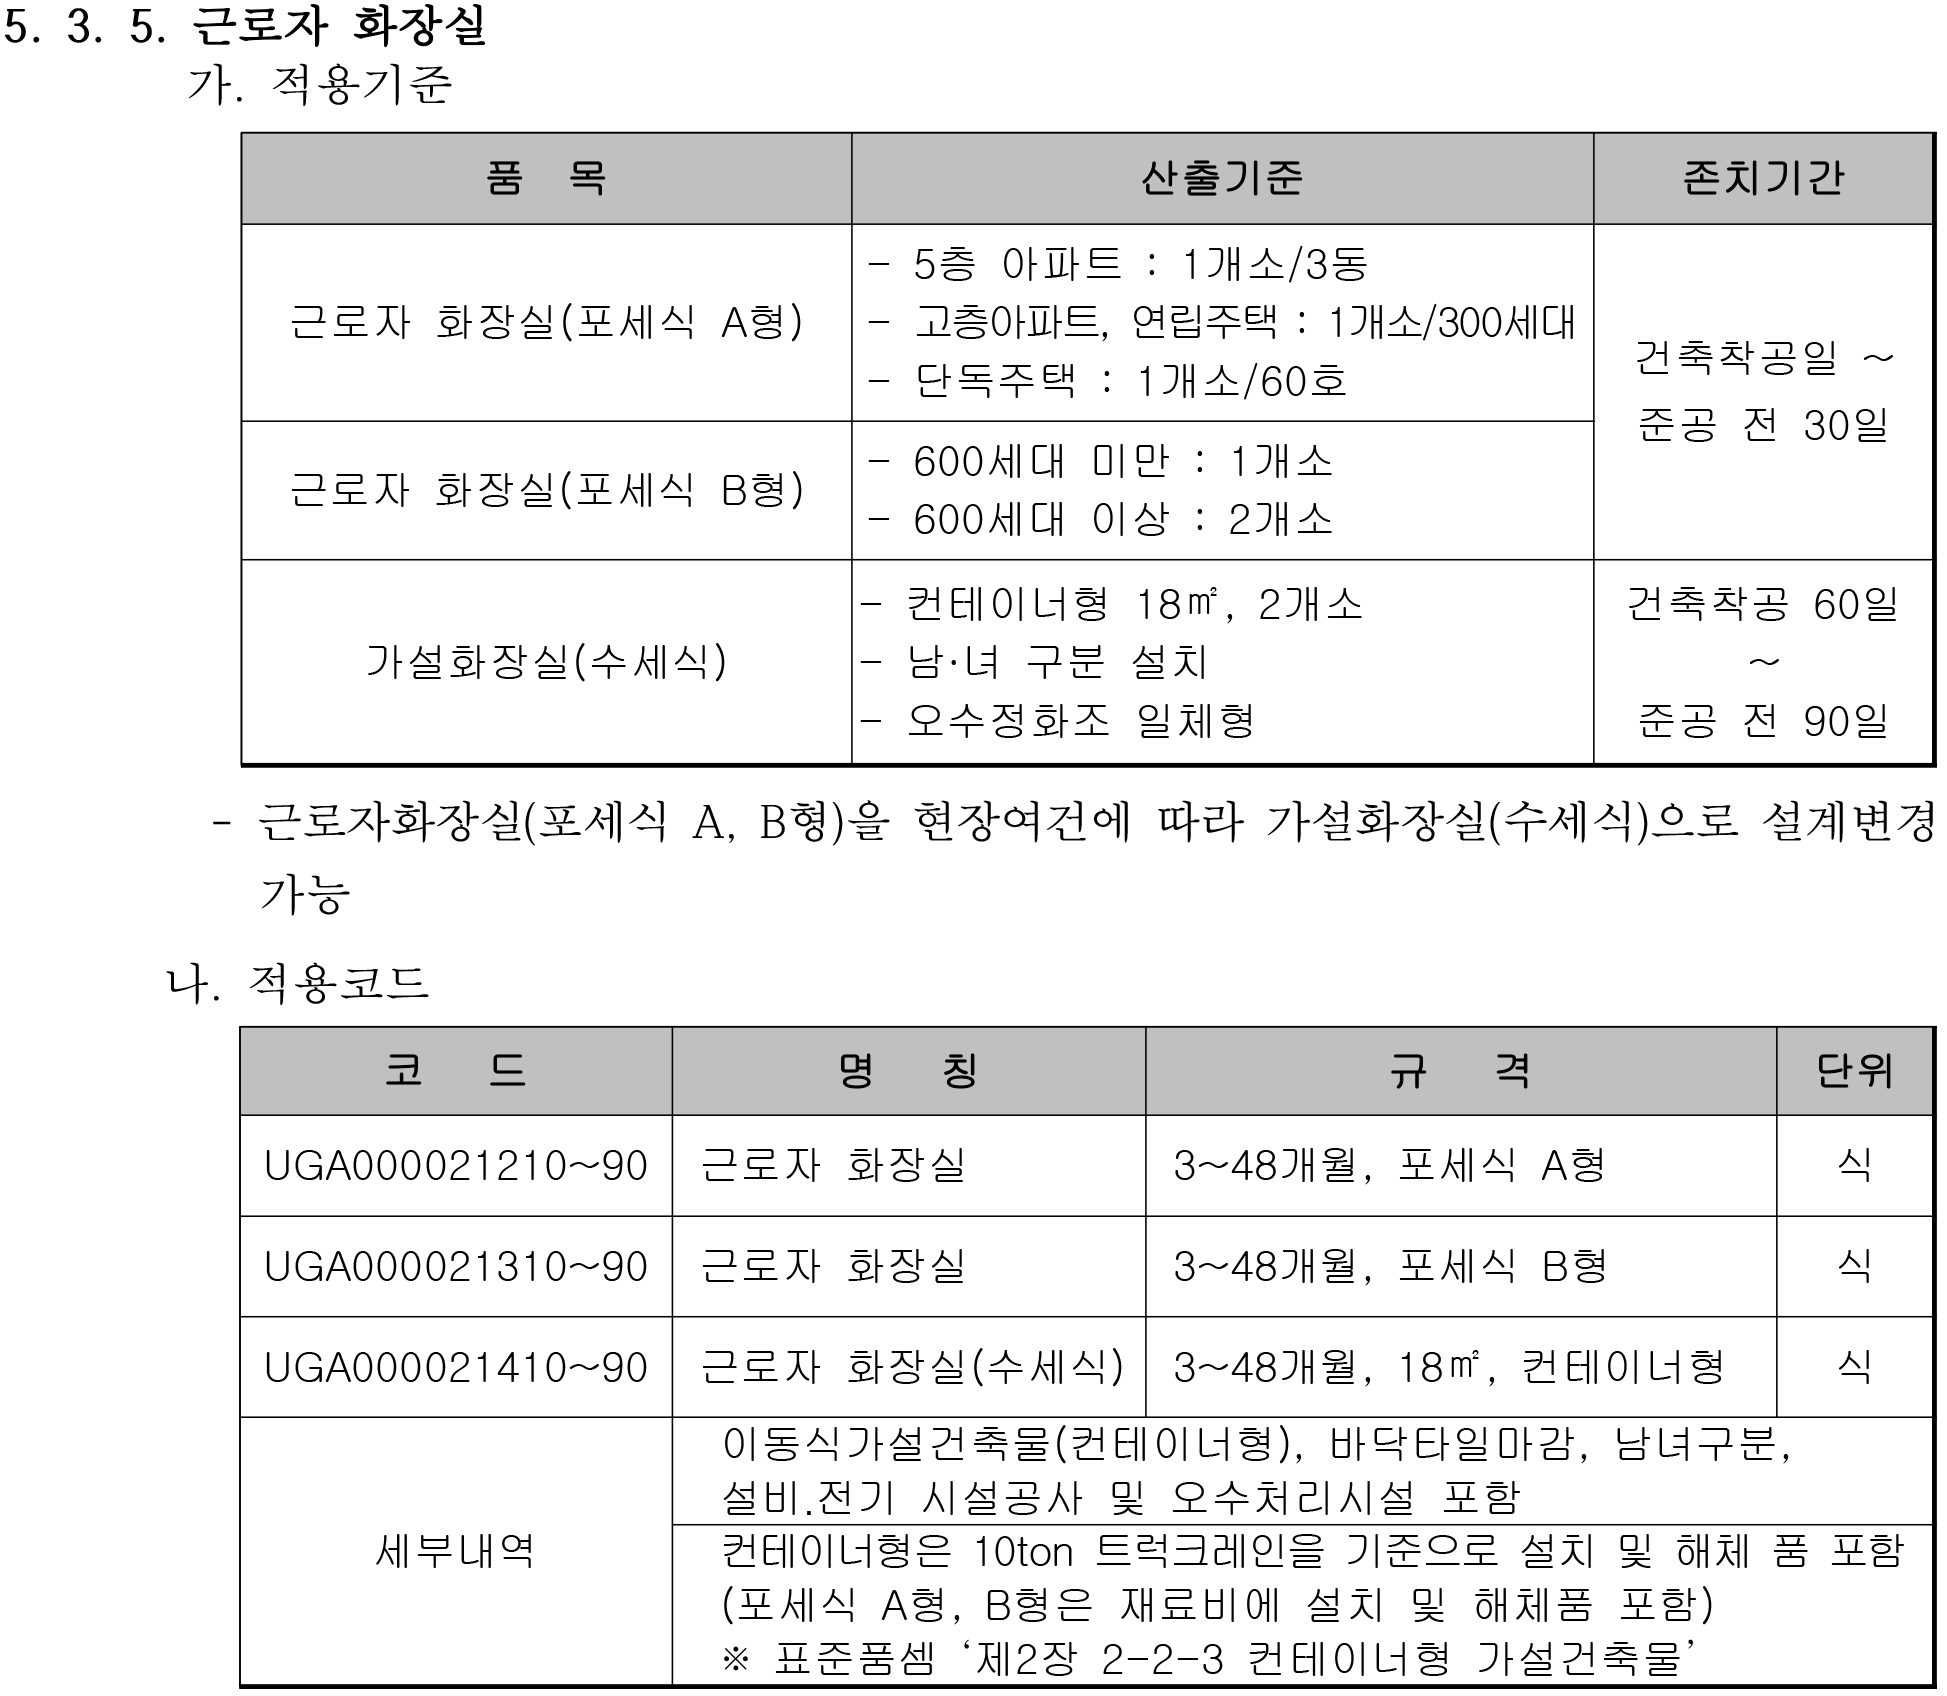 5. 3. 5. 근로자 화장실
가. 적용기준
품 목 산출기준 존치기간
근로자 화장실(포세식 A형)
- 5층 아파트 : 1개소/3동
- 고층아파트, 연립주택 : 1개소/300세대
- 단독주택 : 1개소/60호
건축착공일 ~
준공 전 30일
근로자 화장실(포세식 B형)
- 600세대 미만 : 1개소
- 600세대 이상 : 2개소
가설화장실(수세식)
- 컨테이너형 18㎡, 2개소
- 남·녀 구분 설치
- 오수정화조 일체형
건축착공 60일
~
준공 전 90일
- 근로자화장실(포세식 A, B형)을 현장여건에 따라 가설화장실(수세식)으로 설계변경
가능
나. 적용코드
코 드 명 칭 규 격 단위
UGA000021210~90 근로자 화장실 3~48개월, 포세식 A형 식
UGA000021310~90 근로자 화장실 3~48개월, 포세식 B형 식
UGA000021410~90 근로자 화장실(수세식) 3~48개월, 18㎡, 컨테이너형 식
세부내역
이동식가설건축물(컨테이너형), 바닥타일마감, 남녀구분,
설비.전기 시설공사 및 오수처리시설 포함
컨테이너형은 10ton 트럭크레인을 기준으로 설치 및 해체 품 포함
(포세식 A형, B형은 재료비에 설치 및 해체품 포함)
※ 표준품셈 ‘제2장 2-2-3 컨테이너형 가설건축물’